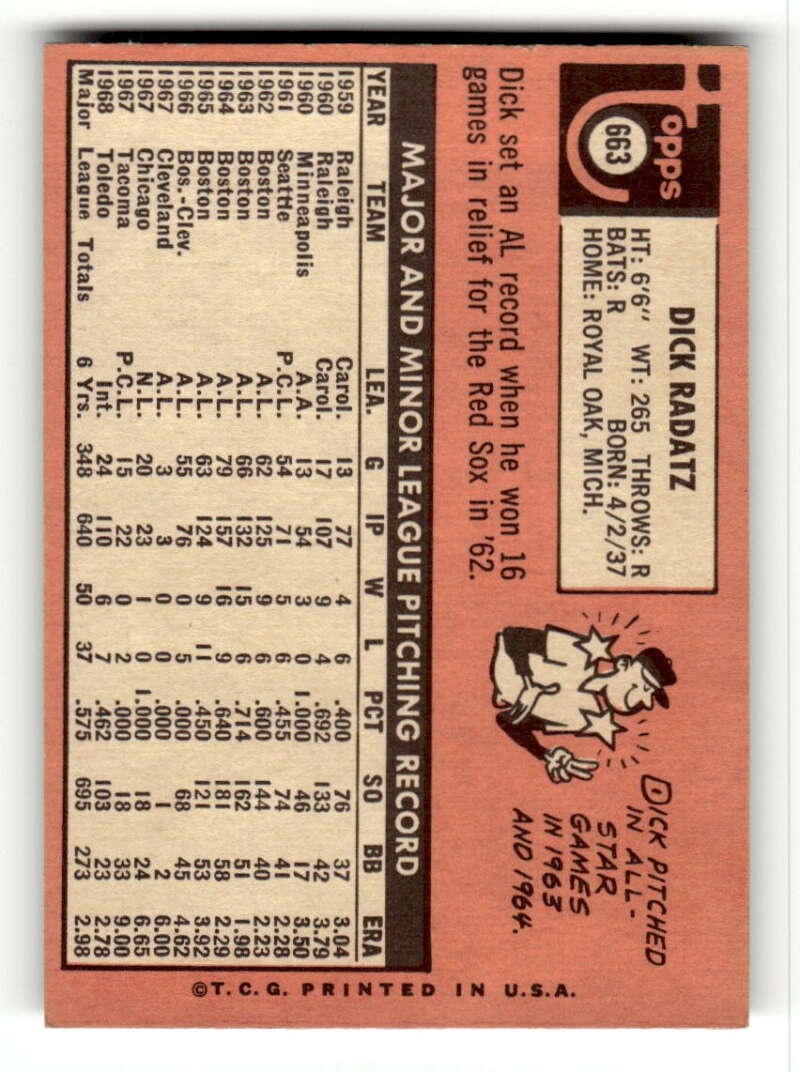 Topps
663
DICK RADATZ
HT: 6'6" WT: 265 THROWS: R
BATS: R BORN: 4/2/37
HOME: ROYAL OAK, MICH.
DICK PITCHED
IN ALL-
STAR
GAMES
IN 1963
AND 1964.
Dick set an AL record when he won 16
games in relief for the Red Sox in '62.
MAJOR AND MINOR LEAGUE PITCHING RECORD
YEAR TEAM LEA. G IP W L PCT SO BB ERA
1959 Raleigh Carol. 13 77 4 6 .400 76 37 3.04
1960 Raleigh Carol. 17 107 9 4 .692 133 42 3.79
1960 Minneapolis A.A. 13 54 3 0 1.000 46 17 3.50
1961 Seattle P.C.L. 54 71 5 6 .455 74 41 2.28
1962 Boston A.L. 62 125 9 6 .600 144 40 2.23
1963 Boston A.L. 66 132 15 6 .714 162 51 1.98
1964 Boston A.L. 79 157 16 9 .640 181 58 2.29
1965 Boston A.L. 63 124 9 11 .450 121 53 3.92
1966 Bos.-Clev. A.L. 55 76 0 5 .000 68 45 4.62
1967 Cleveland A.L. 3 3 0 0 .000 1 2 6.00
1967 Chicago N.L. 20 23 1 0 1.000 18 24 6.65
1967 Tacoma P.C.L. 15 22 0 2 .000 18 33 9.00
1968 Toledo Int. 24 110 6 7 .462 103 23 2.78
Major League Totals 6 Yrs. 348 640 50 37 .575 695 273 2.98
©T.C.G. PRINTED IN U.S.A.